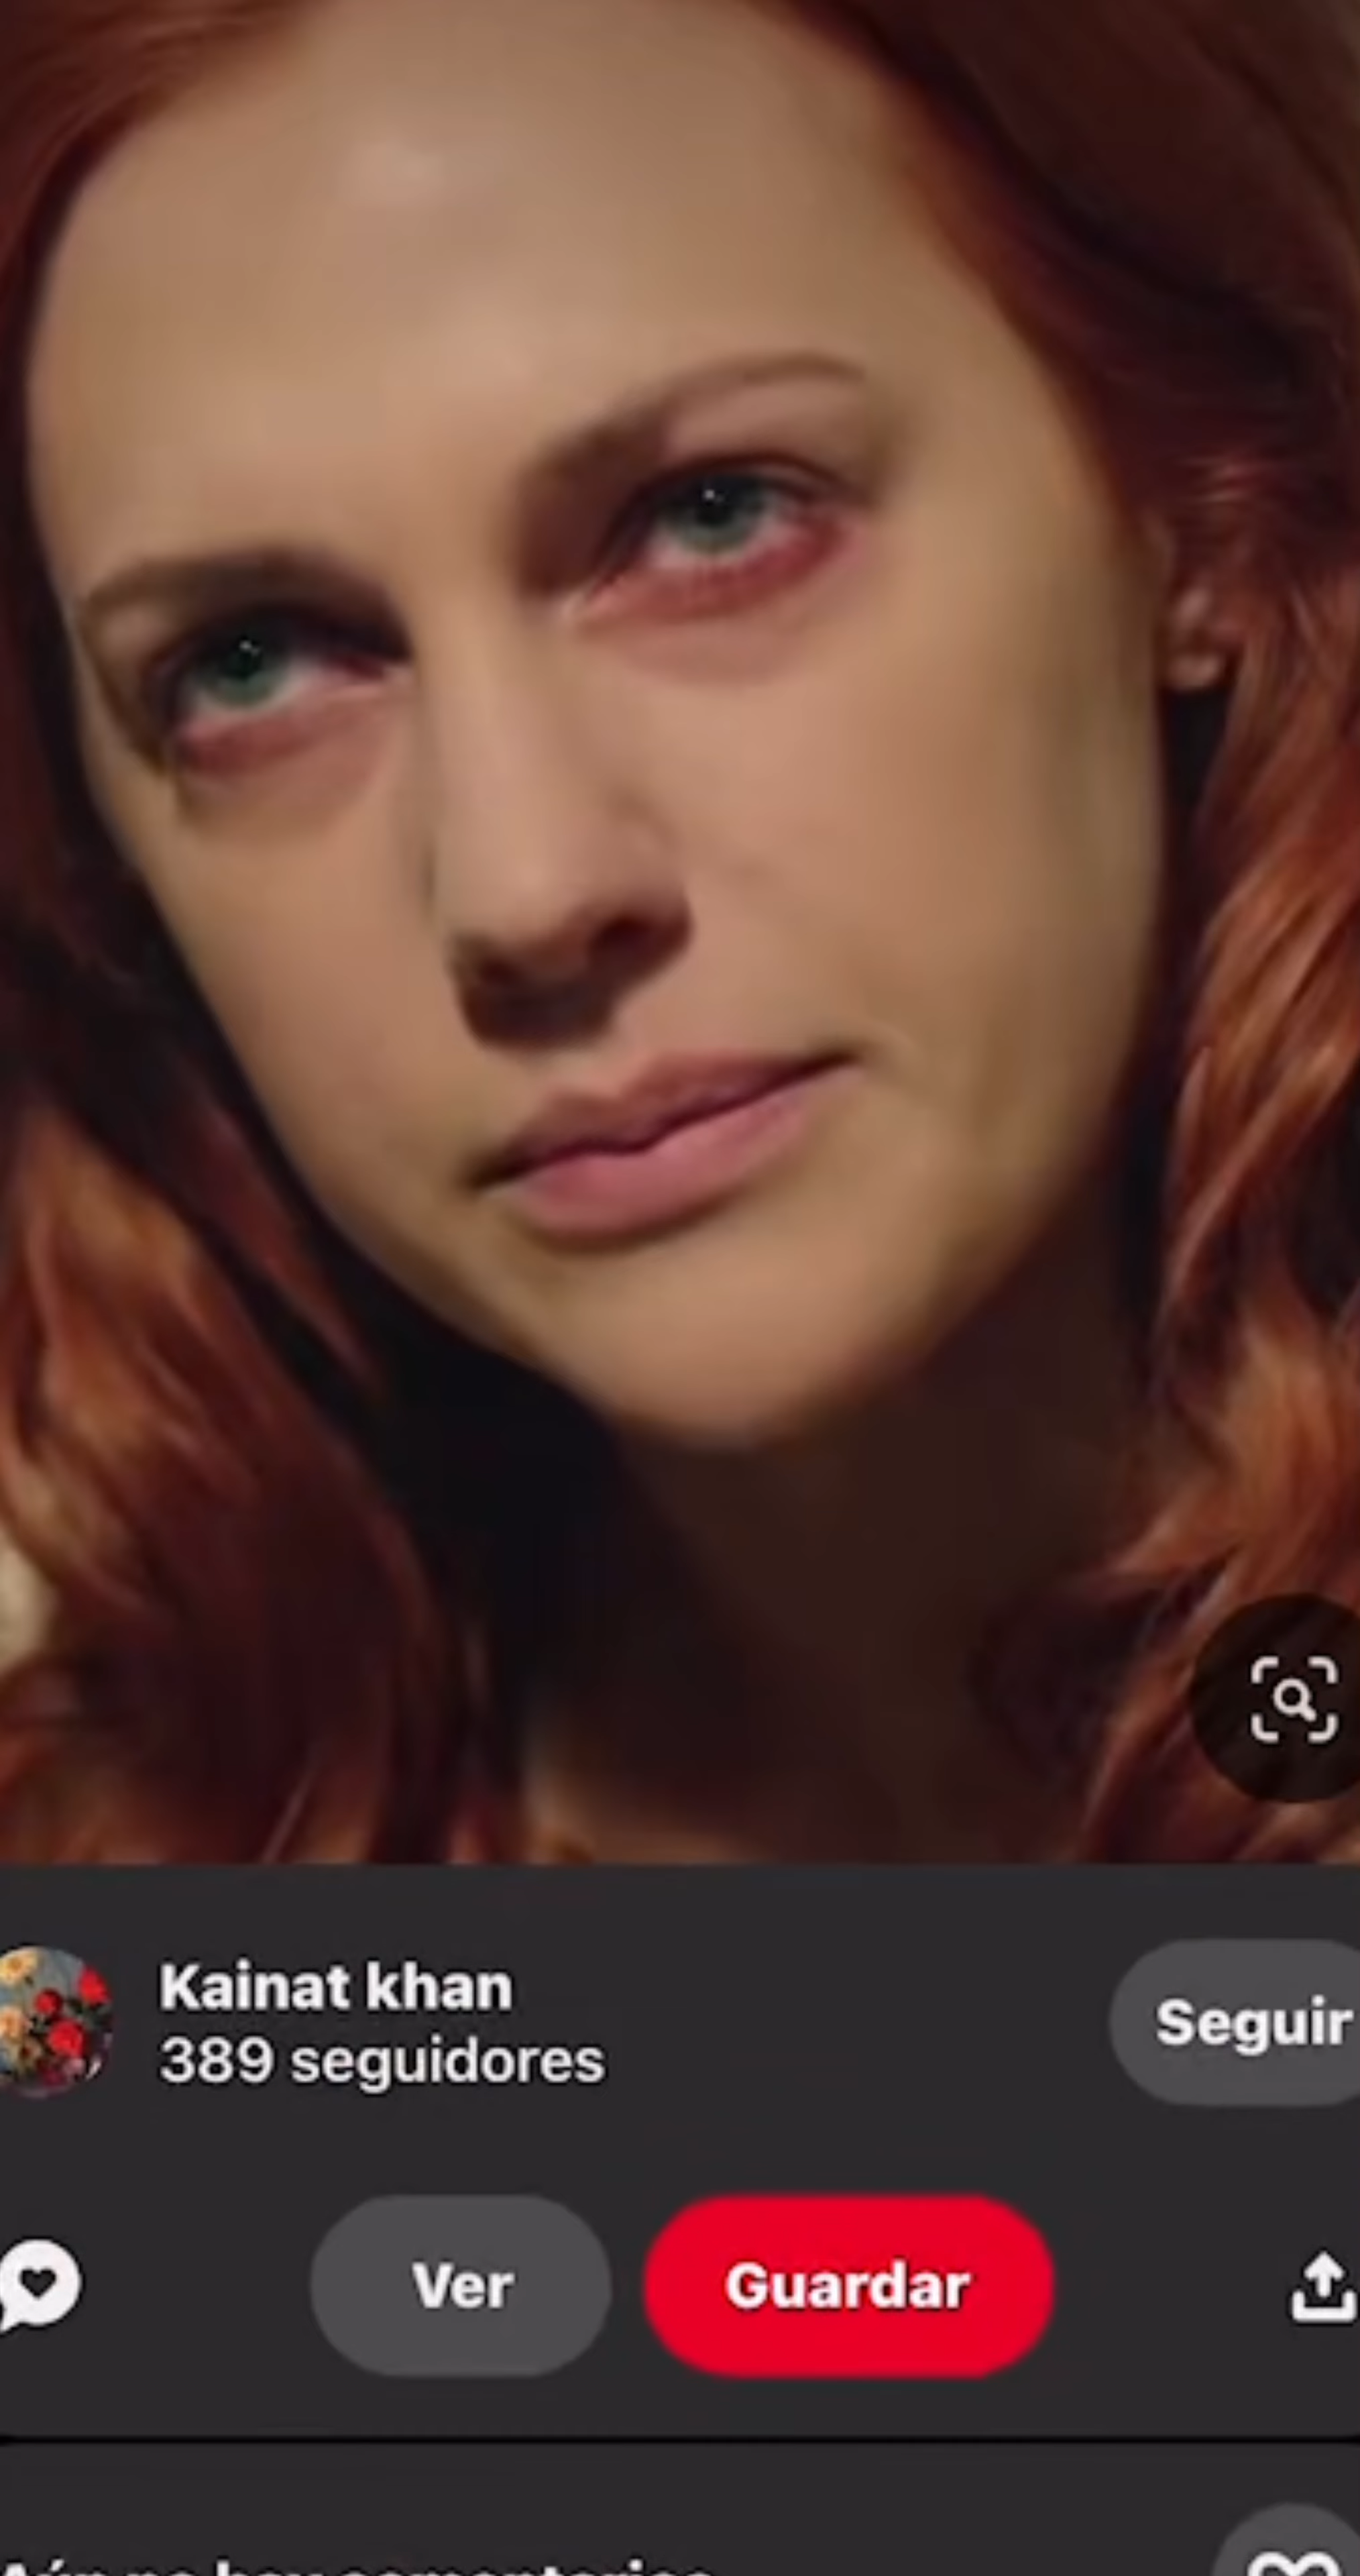 Kainat khan
389 seguidores
Seguir
Ver
Guardar